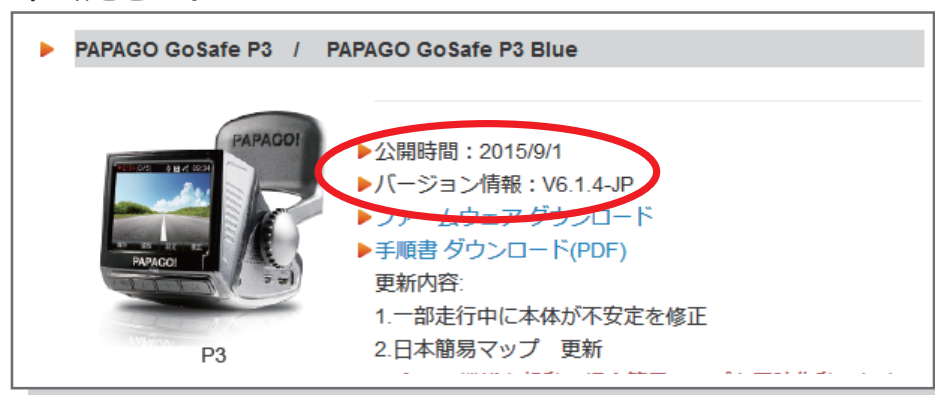 PAPAGO GoSafe P3 / PAPAGO GoSafe P3 Blue
PAPAGO!
PAPAGO!
P3
公開時間：2015/9/1
バージョン情報：V6.1.4-JP
ファームウェア ダウンロード
手順書 ダウンロード(PDF)
更新内容:
1.一部走行中に本体が不安定を修正
2.日本簡易マップ　更新